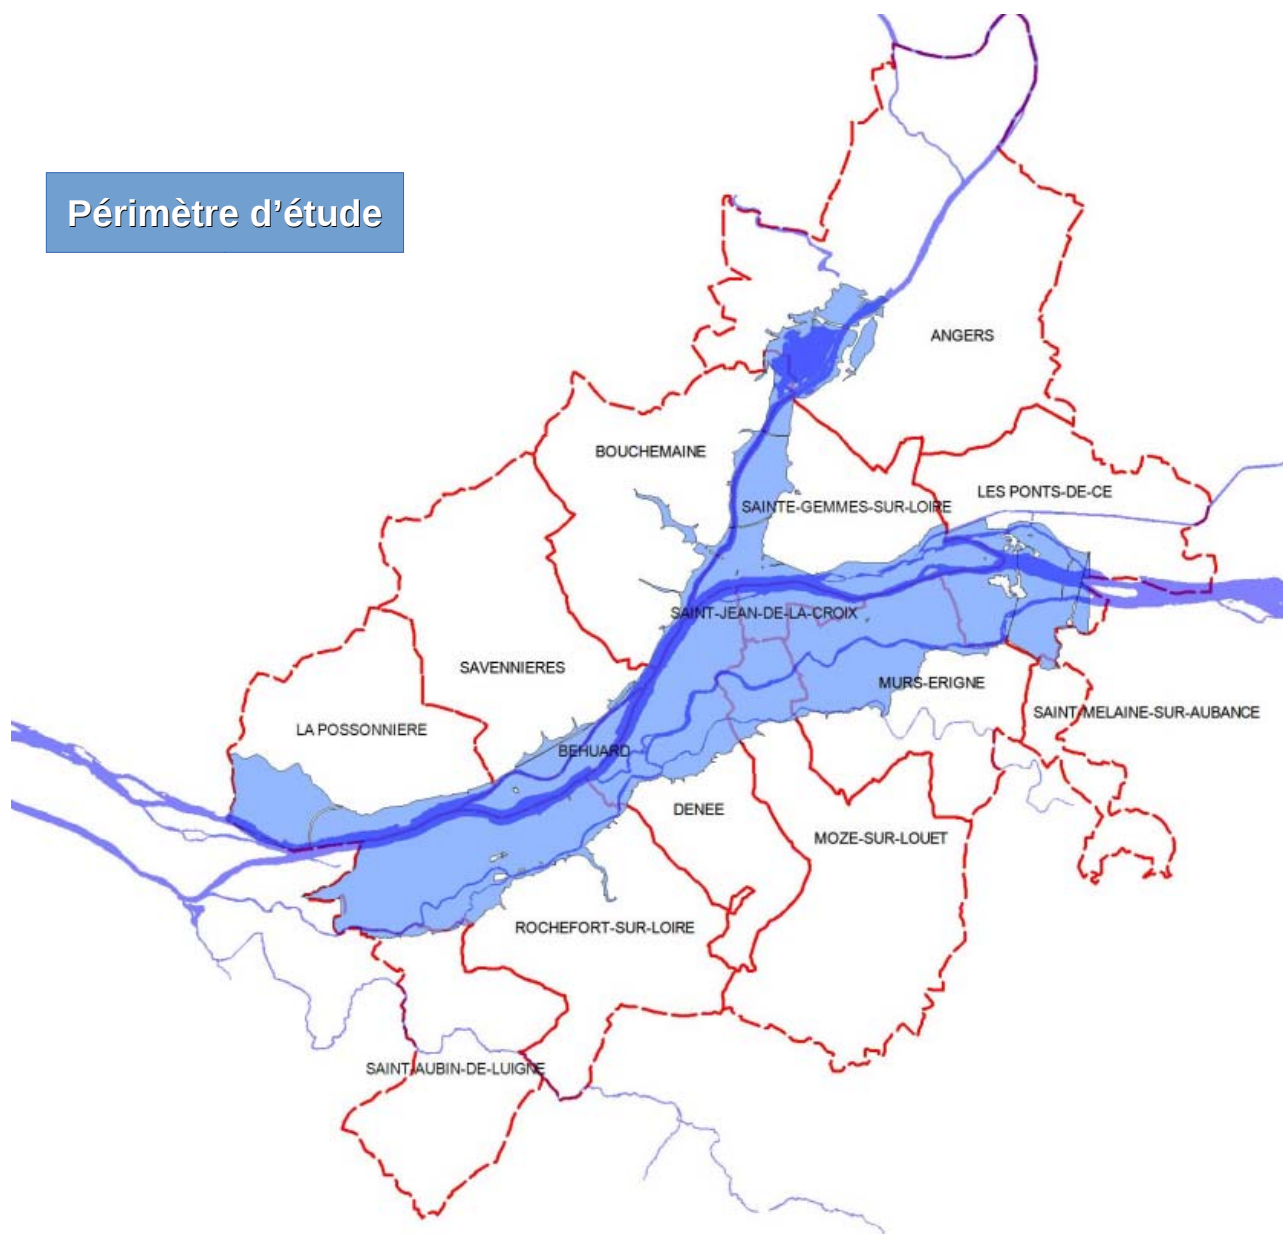 Périmètre d’étude
ANGERS
BOUCHEMAINE
LES PONTS-DE-CE
SAINTE-GEMMES-SUR-LOIRE
SAINT-JEAN-DE-LA-CROIX
SAVENNIERES
MURS-ERIGNE
SAINT-MELAINE-SUR-AUBANCE
LA POSSONNIERE
BEHUARD
DENEE
MOZE-SUR-LOUET
ROCHEFORT-SUR-LOIRE
SAINT-AUBIN-DE-LUIGNE